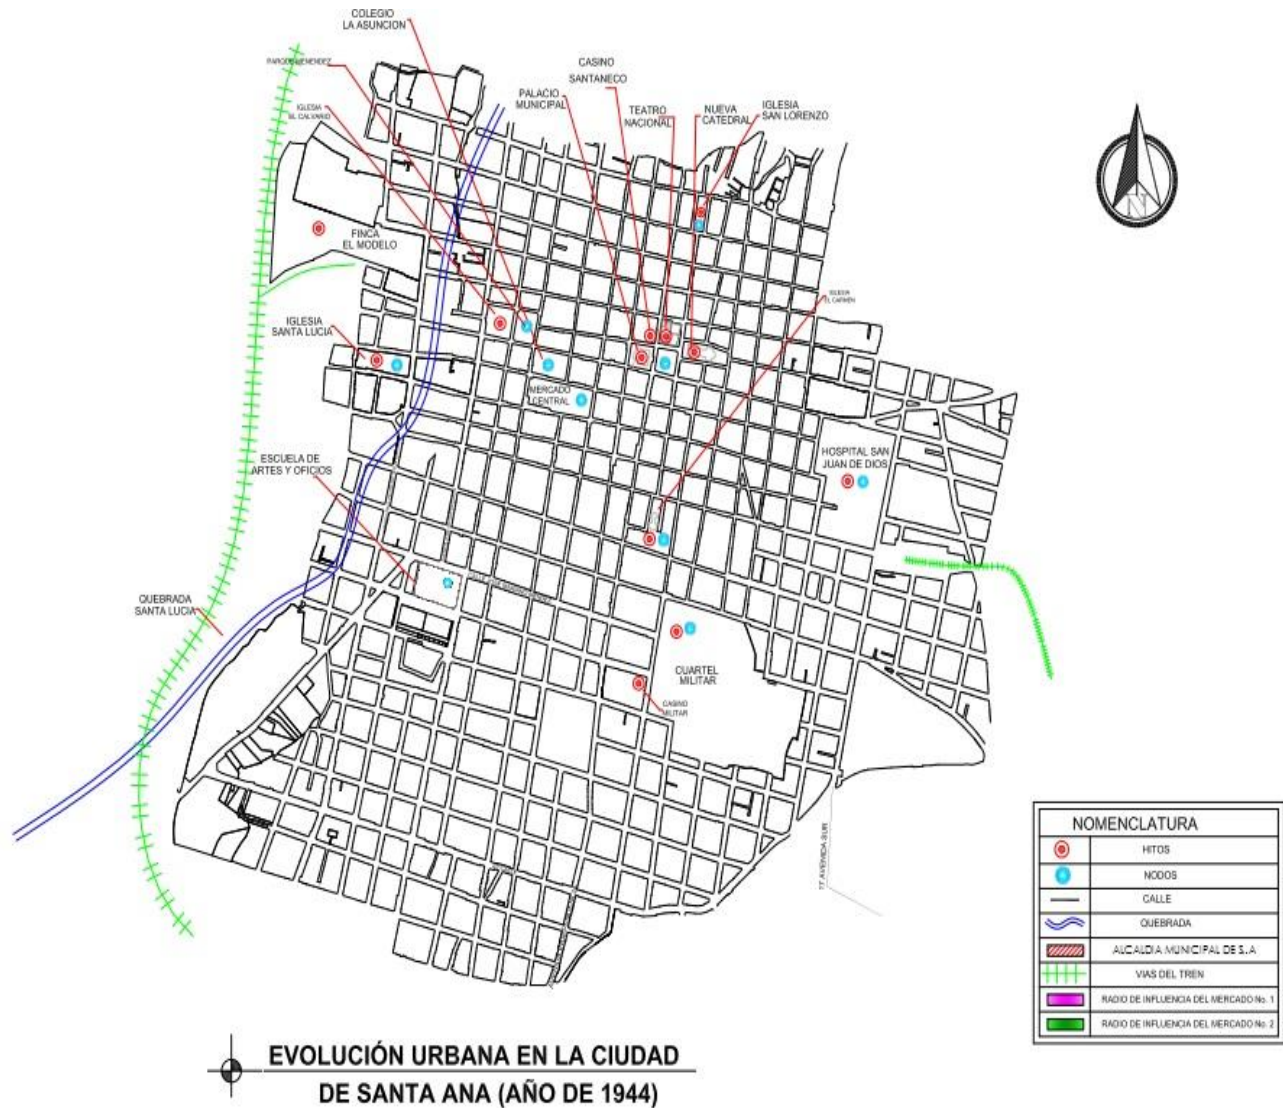 COLEGIO
LA ASUNCION
PARQUE MENENDEZ
IGLESIA
EL CALVARIO
CASINO
SANTANECO
PALACIO
MUNICIPAL
TEATRO
NACIONAL
NUEVA
CATEDRAL
IGLESIA
SAN LORENZO
N
FINCA
EL MODELO
IGLESIA
EL CARMEN
IGLESIA
SANTA LUCIA
MERCADO
CENTRAL
ESCUELA DE
ARTES Y OFICIOS
HOSPITAL SAN
JUAN DE DIOS
QUEBRADA
SANTA LUCIA
CUARTEL
MILITAR
CASINO
MILITAR
AVENIDA SUR
NOMENCLATURA
HITOS
NODOS
CALLE
QUEBRADA
ALCALDIA MUNICIPAL DE S..A
VIAS DEL TREN
RADIO DE INFLUENCIA DEL MERCADO No. 1
RADIO DE INFLUENCIA DEL MERCADO No. 2
EVOLUCIÓN URBANA EN LA CIUDAD
DE SANTA ANA (AÑO DE 1944)